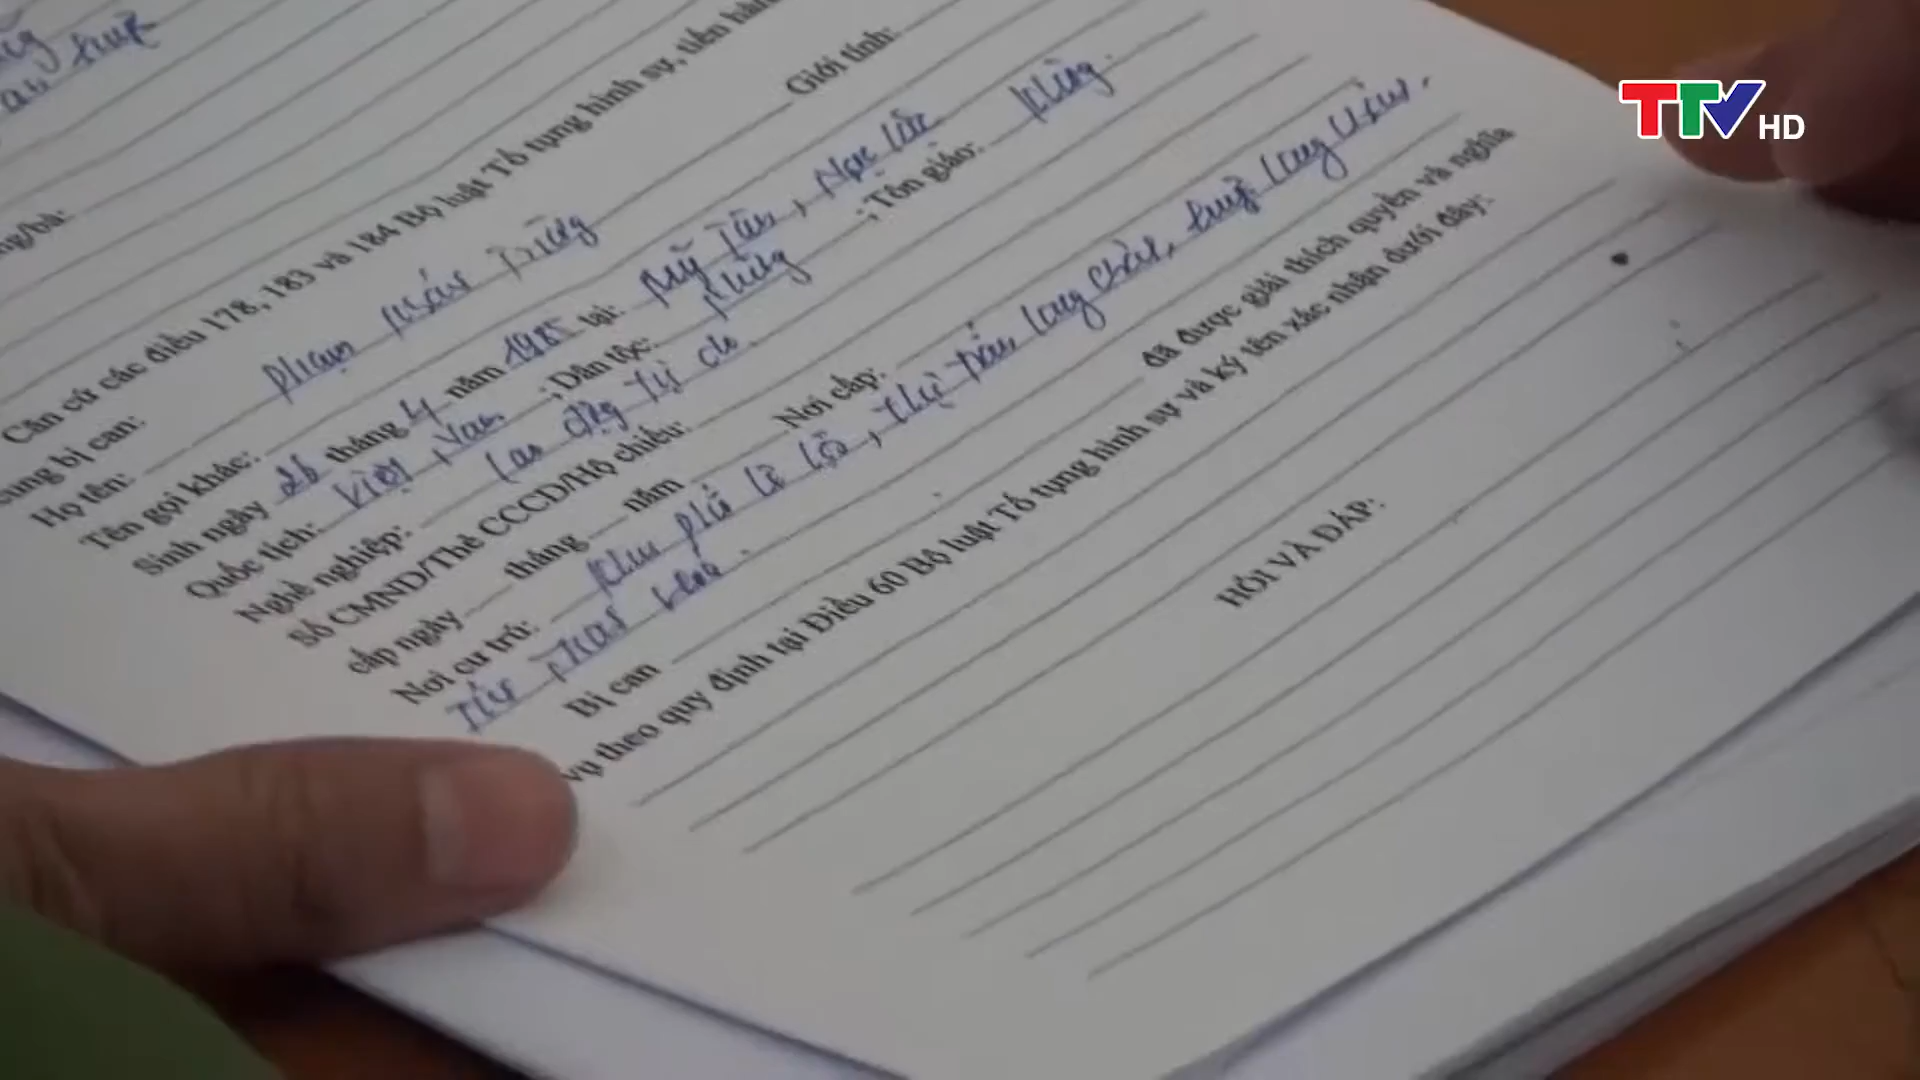 TTV HD
Căn cứ các điều 178, 183 và 184 Bộ luật Tố tụng hình sự, tiến hành
cung bị can:
Họ tên: Phạm Giới tính:
Tên gọi khác:
Sinh ngày 26 tháng 4 năm 1985 tại: Mỹ Tân, Ngọc Lặc
Quốc tịch: Việt Nam ; Dân tộc: ; Tôn giáo: không
Nghề nghiệp: Lao động tự do
Số CMND/Thẻ CCCD/Hộ chiếu:
cấp ngày tháng năm Nơi cấp:
Nơi cư trú: Khu phố Lê Lợi, Thị trấn Lang Chánh, huyện Lang Chánh,
Tỉnh Thanh Hoá
Bị can đã được giải thích quyền và nghĩa
vụ theo quy định tại Điều 60 Bộ luật Tố tụng hình sự và ký tên xác nhận dưới đây:
HỎI VÀ ĐÁP: